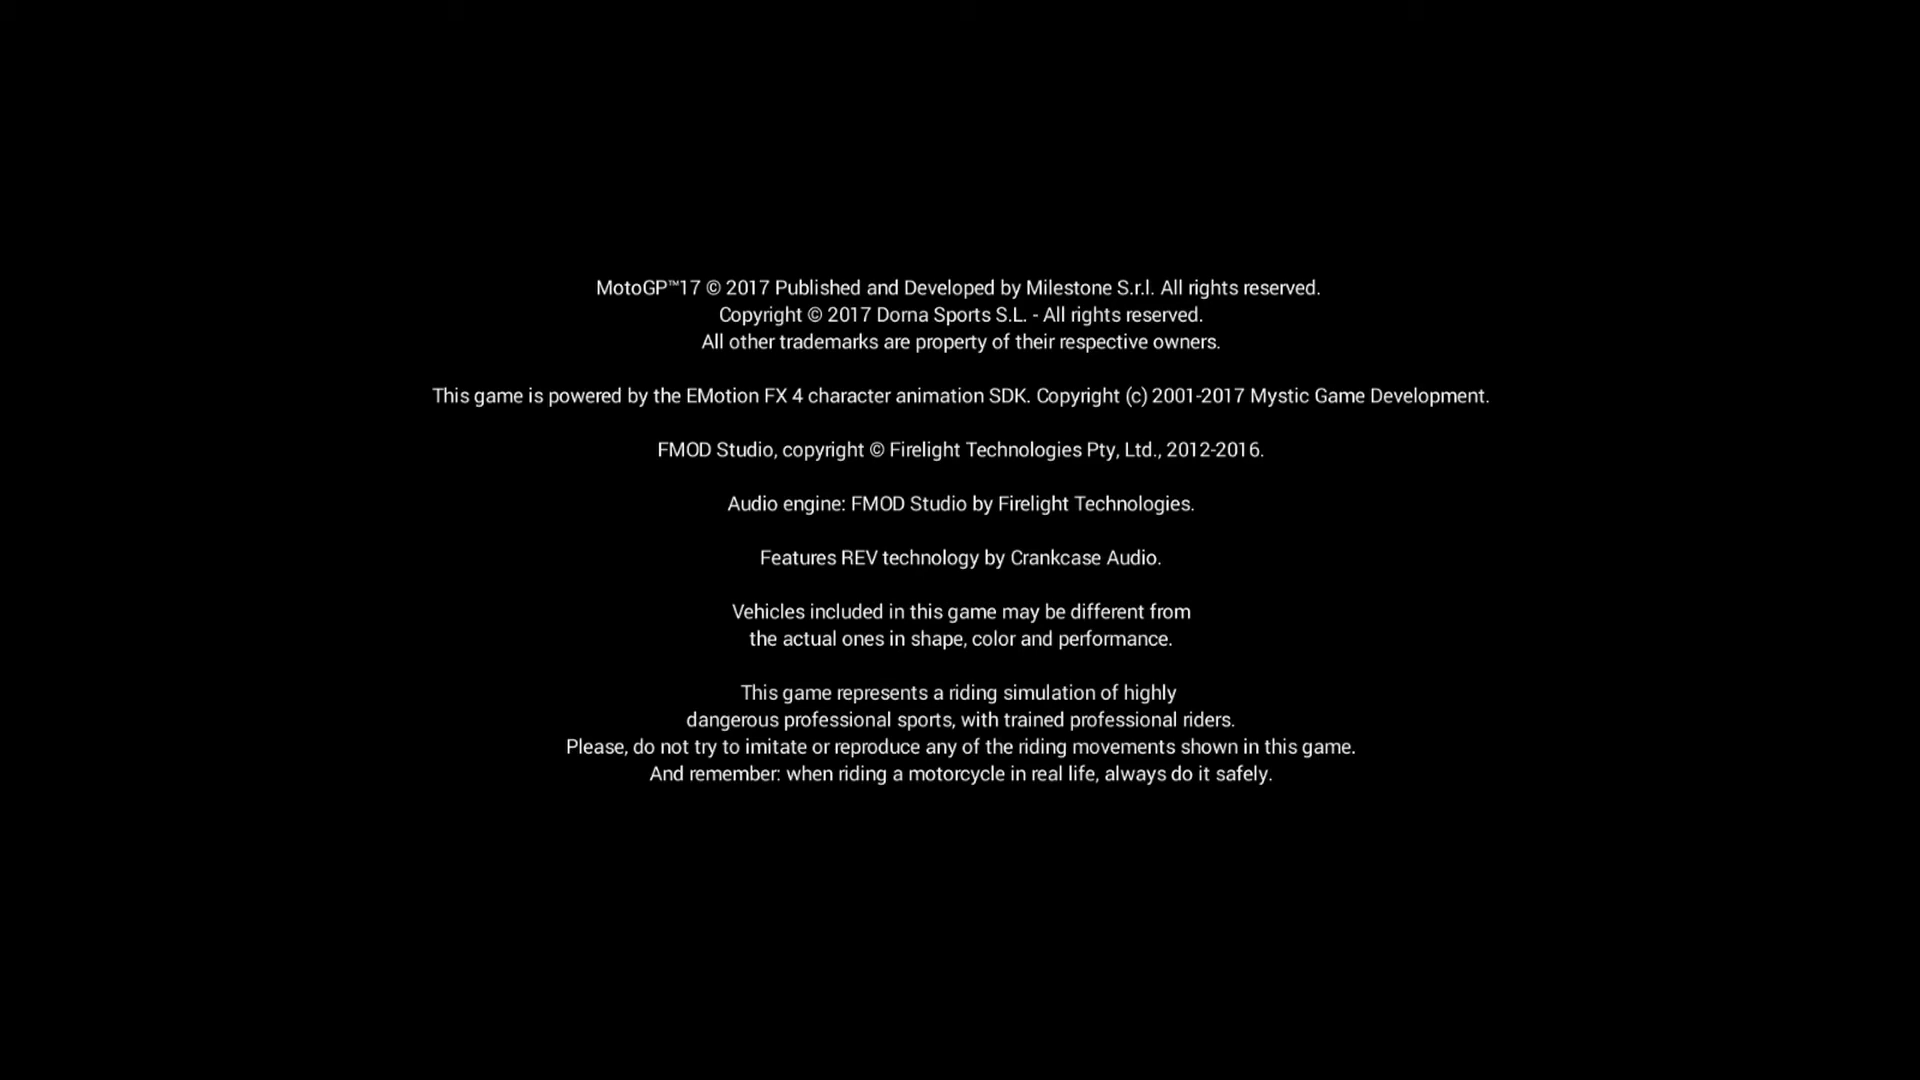 MotoGP™17 © 2017 Published and Developed by Milestone S.r.l. All rights reserved.
Copyright © 2017 Dorna Sports S.L. - All rights reserved.
All other trademarks are property of their respective owners.
This game is powered by the EMotion FX 4 character animation SDK. Copyright (c) 2001-2017 Mystic Game Development.
FMOD Studio, copyright © Firelight Technologies Pty, Ltd., 2012-2016.
Audio engine: FMOD Studio by Firelight Technologies.
Features REV technology by Crankcase Audio.
Vehicles included in this game may be different from
the actual ones in shape, color and performance.
This game represents a riding simulation of highly
dangerous professional sports, with trained professional riders.
Please, do not try to imitate or reproduce any of the riding movements shown in this game.
And remember: when riding a motorcycle in real life, always do it safely.